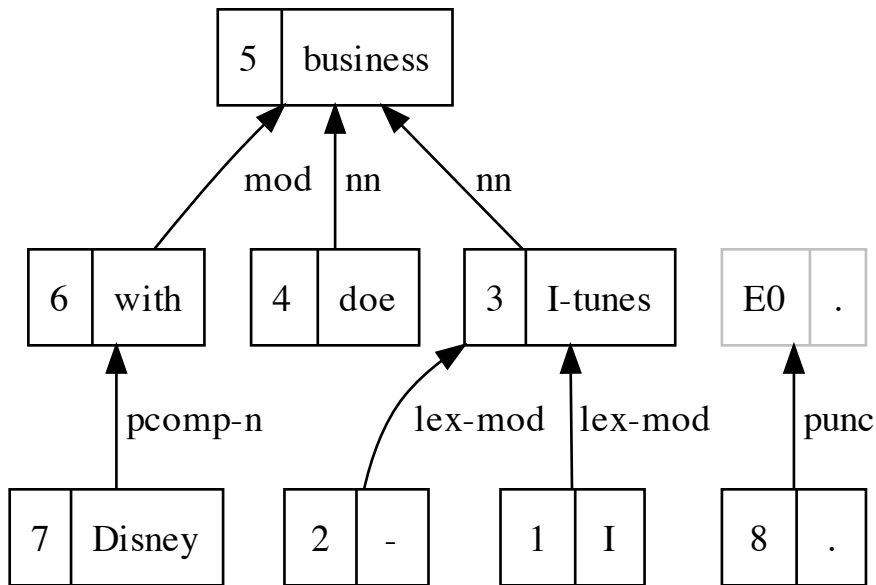 5 business
mod nn nn
6 with 4 doe 3 I-tunes E0 .
pcomp-n lex-mod lex-mod punc
7 Disney 2 - 1 I 8 .